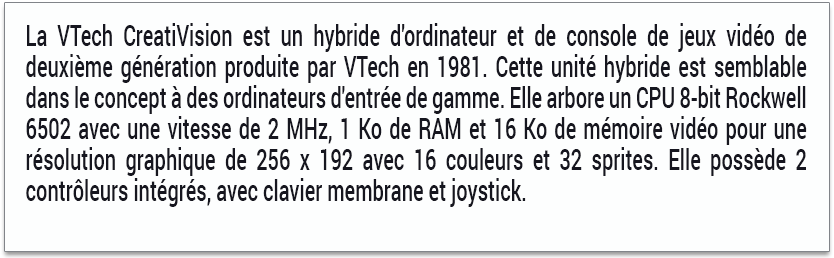 La VTech CreatiVision est un hybride d'ordinateur et de console de jeux vidéo de
deuxième génération produite par VTech en 1981. Cette unité hybride est semblable
dans le concept à des ordinateurs d'entrée de gamme. Elle arbore un CPU 8-bit Rockwell
6502 avec une vitesse de 2 MHz, 1 Ko de RAM et 16 Ko de mémoire vidéo pour une
résolution graphique de 256 x 192 avec 16 couleurs et 32 sprites. Elle possède 2
contrôleurs intégrés, avec clavier membrane et joystick.